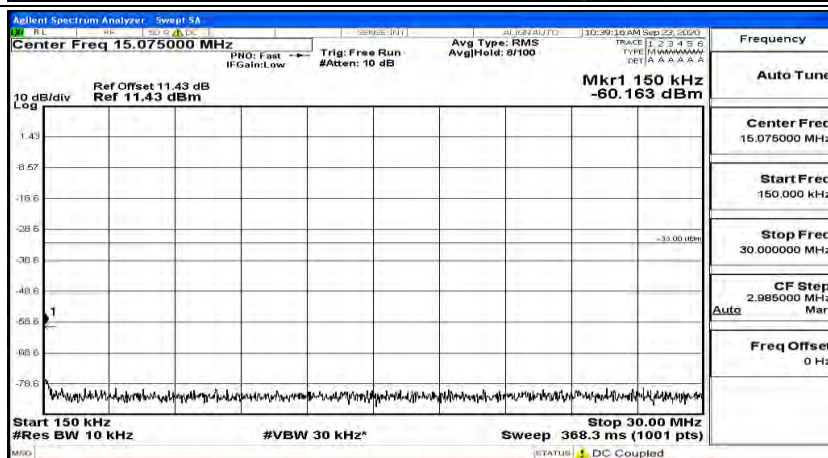 Agilent Spectrum Analyzer - Swept SA
RL RF 50 Ω DC SENSE:INT ALIGN AUTO 10:39:16 AM Sep 23, 2020
Center Freq 15.075000 MHz
PNO: Fast
IFGain:Low
Trig: Free Run
#Atten: 10 dB
Avg Type: RMS
Avg|Hold: 8/100
TRACE 1 2 3 4 5 6
TYPE M
DET A A A A A A
Ref Offset 11.43 dB
Mkr1 150 kHz
10 dB/div Ref 11.43 dBm
-60.163 dBm
Log
1.43
-8.57
-18.6
-28.6
-33.00 dBm
-38.6
-48.6
1
-58.6
-68.6
-78.6
Start 150 kHz
Stop 30.00 MHz
#Res BW 10 kHz
#VBW 30 kHz*
Sweep 368.3 ms (1001 pts)
MSG
STATUS DC Coupled
Frequency
Auto Tune
Center Freq
15.075000 MHz
Start Freq
150.000 kHz
Stop Freq
30.000000 MHz
CF Step
2.985000 MHz
Auto Man
Freq Offset
0 Hz